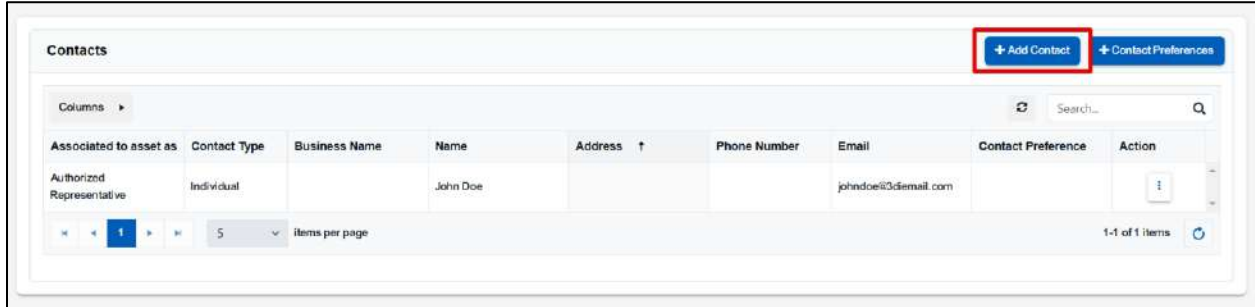 Contacts
+ Add Contact
+ Contact Preferences
Columns
Search...
Associated to asset as Contact Type Business Name Name Address ↑ Phone Number Email Contact Preference Action
Authorized
Representative
Individual John Doe johndoe@3diemail.com
1 5 items per page 1-1 of 1 items